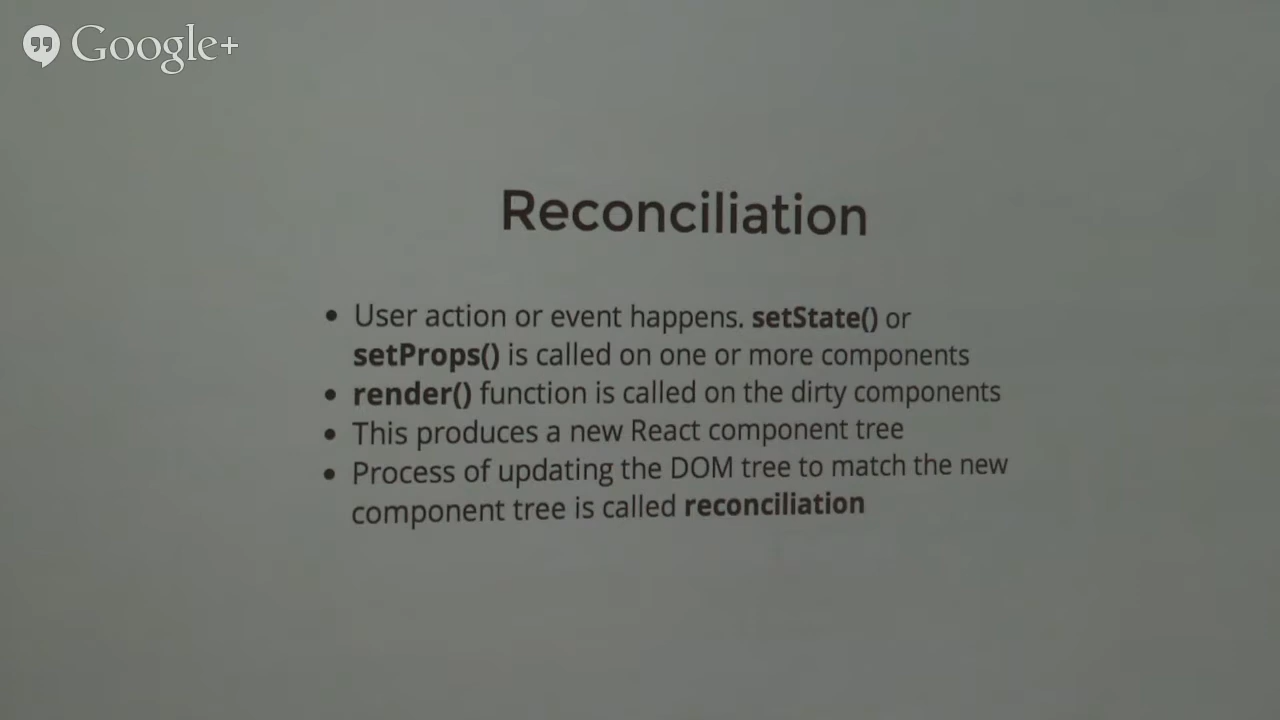 Google+
Reconciliation
• User action or event happens. setState() or
setProps() is called on one or more components
• render() function is called on the dirty components
• This produces a new React component tree
• Process of updating the DOM tree to match the new
component tree is called reconciliation